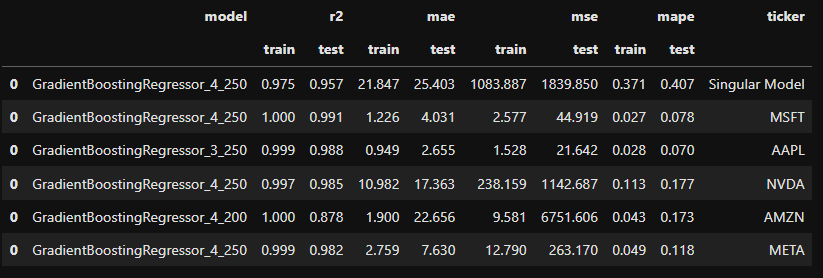 model r2 mae mse mape ticker
train test train test train test train test
0 GradientBoostingRegressor_4_250 0.975 0.957 21.847 25.403 1083.887 1839.850 0.371 0.407 Singular Model
0 GradientBoostingRegressor_4_250 1.000 0.991 1.226 4.031 2.577 44.919 0.027 0.078 MSFT
0 GradientBoostingRegressor_3_250 0.999 0.988 0.949 2.655 1.528 21.642 0.028 0.070 AAPL
0 GradientBoostingRegressor_4_250 0.997 0.985 10.982 17.363 238.159 1142.687 0.113 0.177 NVDA
0 GradientBoostingRegressor_4_200 1.000 0.878 1.900 22.656 9.581 6751.606 0.043 0.173 AMZN
0 GradientBoostingRegressor_4_250 0.999 0.982 2.759 7.630 12.790 263.170 0.049 0.118 META